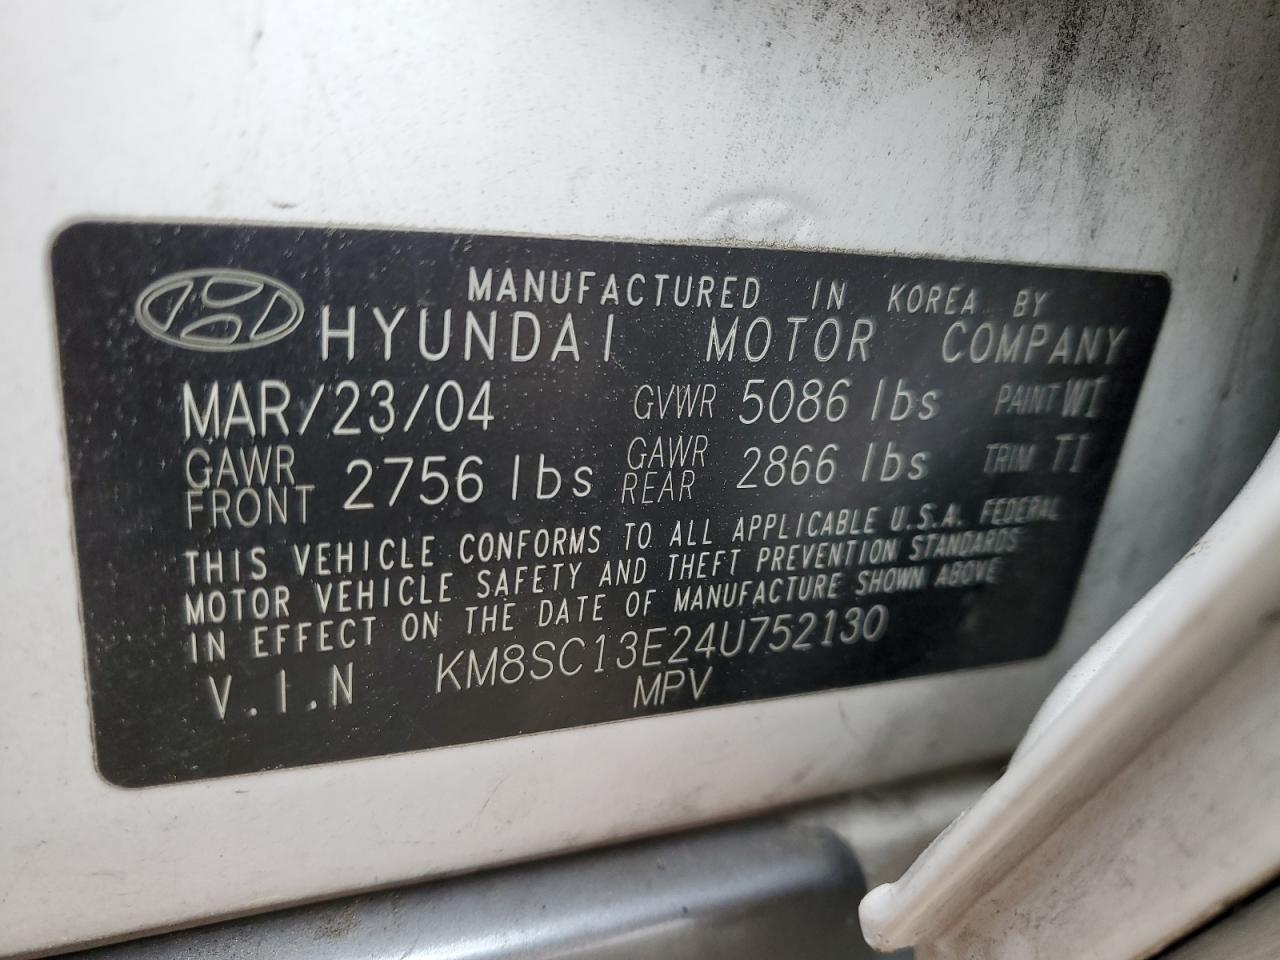 MANUFACTURED IN KOREA BY
HYUNDAI MOTOR COMPANY
MAR/23/04 GVWR 5086 lbs PAINT WI
GAWR FRONT 2756 lbs GAWR REAR 2866 lbs TRIM TI
THIS VEHICLE CONFORMS TO ALL APPLICABLE U.S.A. FEDERAL
MOTOR VEHICLE SAFETY AND THEFT PREVENTION STANDARDS
IN EFFECT ON THE DATE OF MANUFACTURE SHOWN ABOVE
V.I.N KM8SC13E24U752130
MPV